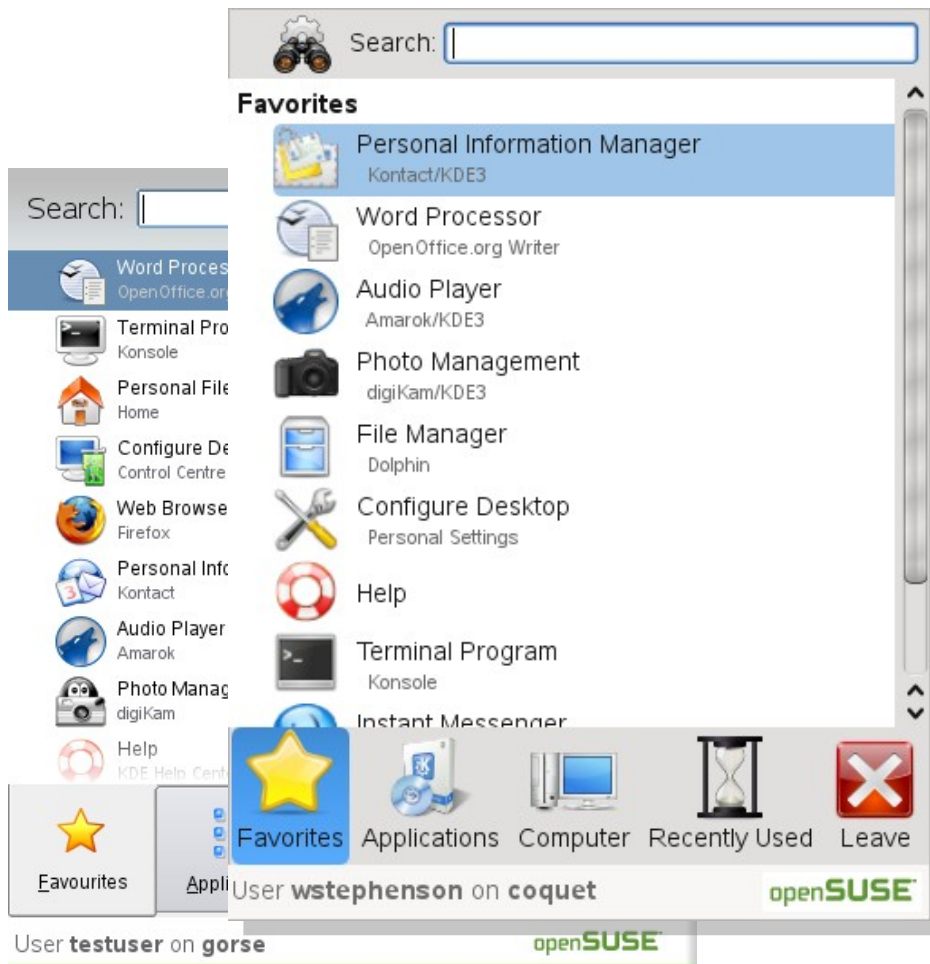 Search:
Favorites
Personal Information Manager
Kontact/KDE3
Word Processor
OpenOffice.org Writer
Audio Player
Amarok/KDE3
Photo Management
digiKam/KDE3
File Manager
Dolphin
Configure Desktop
Personal Settings
Help
Terminal Program
Konsole
Instant Messenger
Favorites Applications Computer Recently Used Leave
User wstephenson on coquet openSUSE
Search:
Word Proces
OpenOffice.org
Terminal Pro
Konsole
Personal File
Home
Configure De
Control Centre
Web Browse
Firefox
3
Personal Info
Kontact
Audio Player
Amarok
Photo Manag
digiKam
Help
KDE Help Cent
Favourites Appli
User testuser on gorse openSUSE